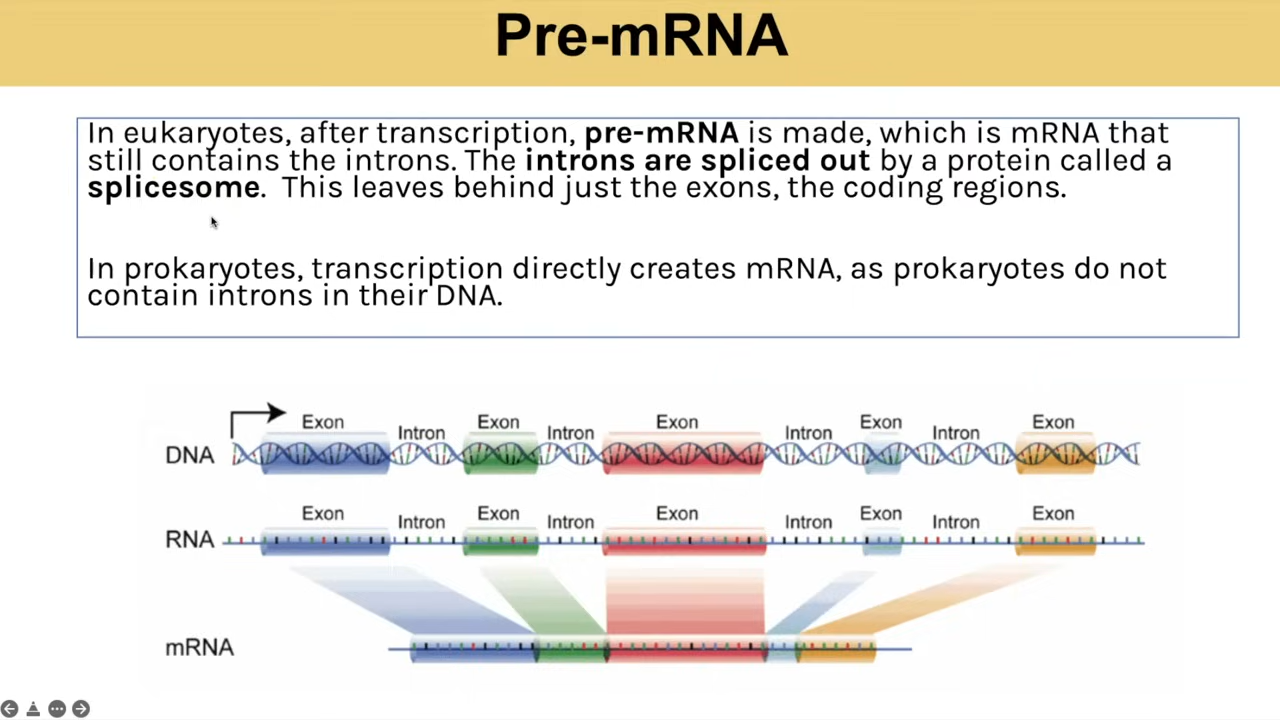 Pre-mRNA
In eukaryotes, after transcription, pre-mRNA is made, which is mRNA that
still contains the introns. The introns are spliced out by a protein called a
splicesome. This leaves behind just the exons, the coding regions.
In prokaryotes, transcription directly creates mRNA, as prokaryotes do not
contain introns in their DNA.
Exon Intron Exon Intron Exon Intron Exon Intron Exon
DNA
Exon Intron Exon Intron Exon Intron Exon Intron Exon
RNA
mRNA